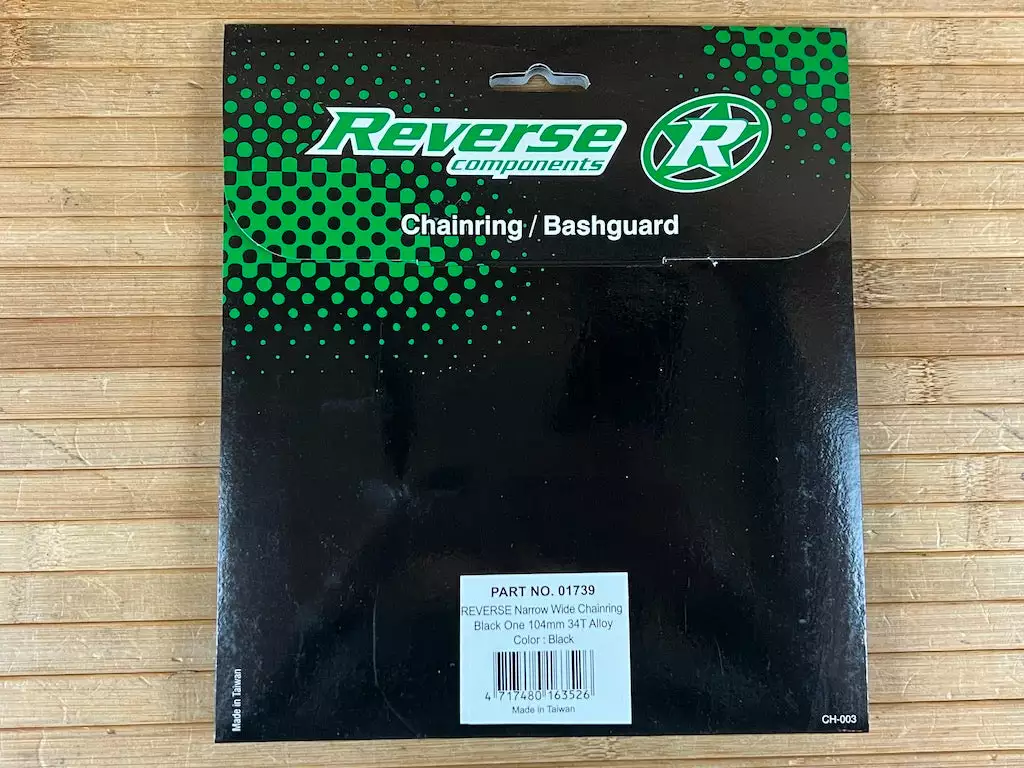 Reverse
components
R
Chainring / Bashguard
PART NO. 01739
REVERSE Narrow Wide Chainring
Black One 104mm 34T Alloy
Color : Black
4 717480 163526
Made in Taiwan
Made in Taiwan
CH-003